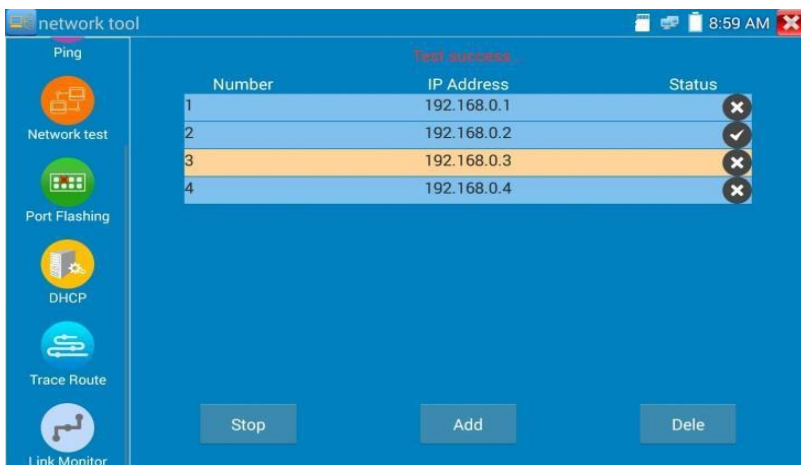 network tool
8:59 AM
Ping
Network test
Port Flashing
DHCP
Trace Route
Link Monitor
Test success...
Number IP Address Status
1 192.168.0.1
2 192.168.0.2
3 192.168.0.3
4 192.168.0.4
Stop Add Dele